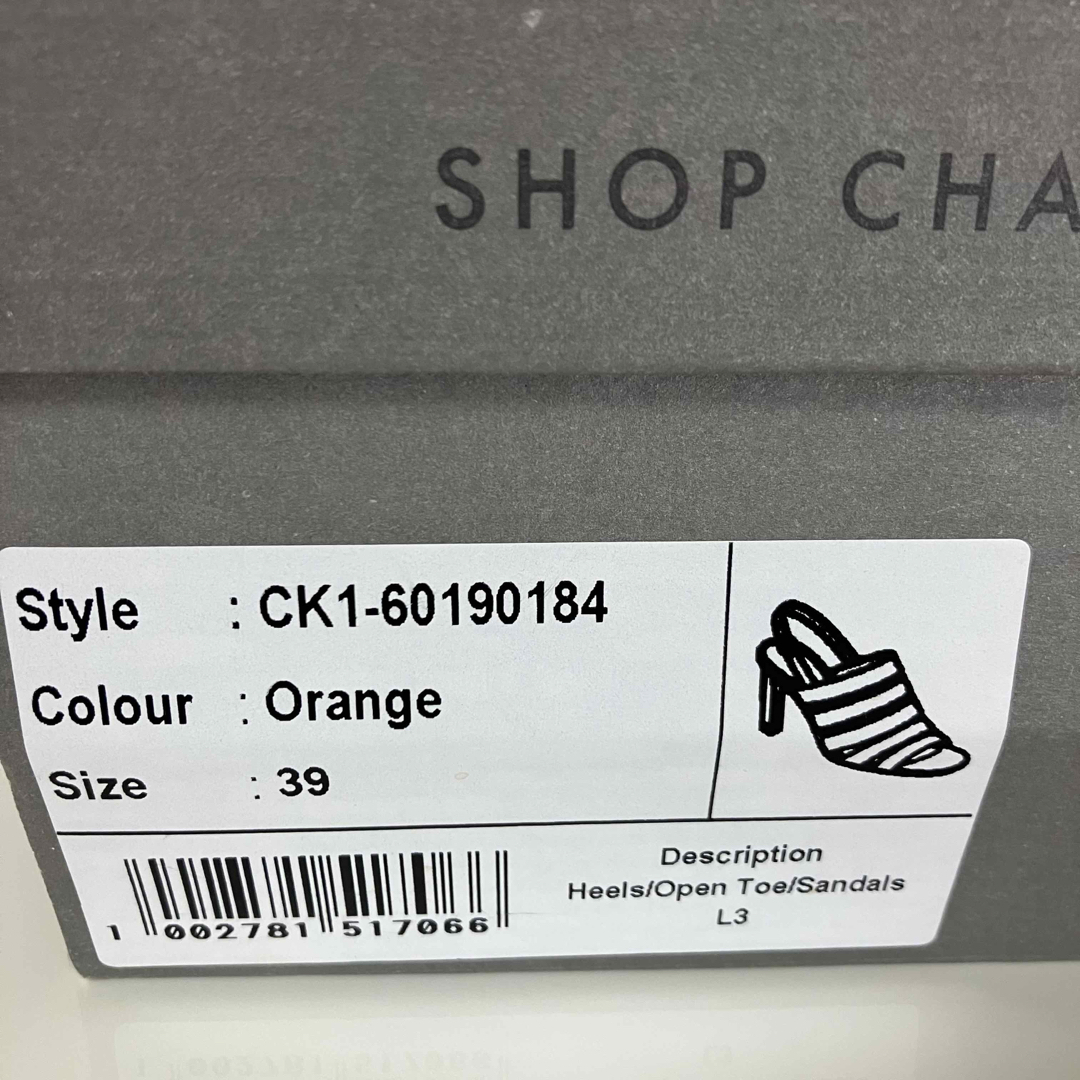 SHOP CHA
Style : CK1-60190184
Colour : Orange
Size : 39
Description
Heels/Open Toe/Sandals
L3
1 002781 517066